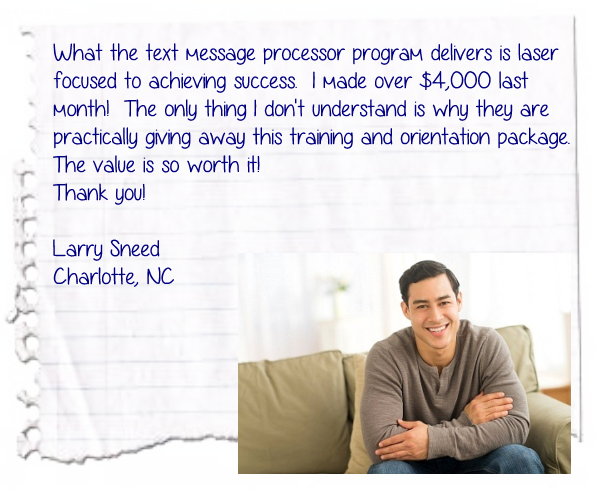 What the text message processor program delivers is laser
focused to achieving success.  I made over $4,000 last
month!  The only thing I don't understand is why they are
practically giving away this training and orientation package.
The value is so worth it!
Thank you!
Larry Sneed
Charlotte, NC